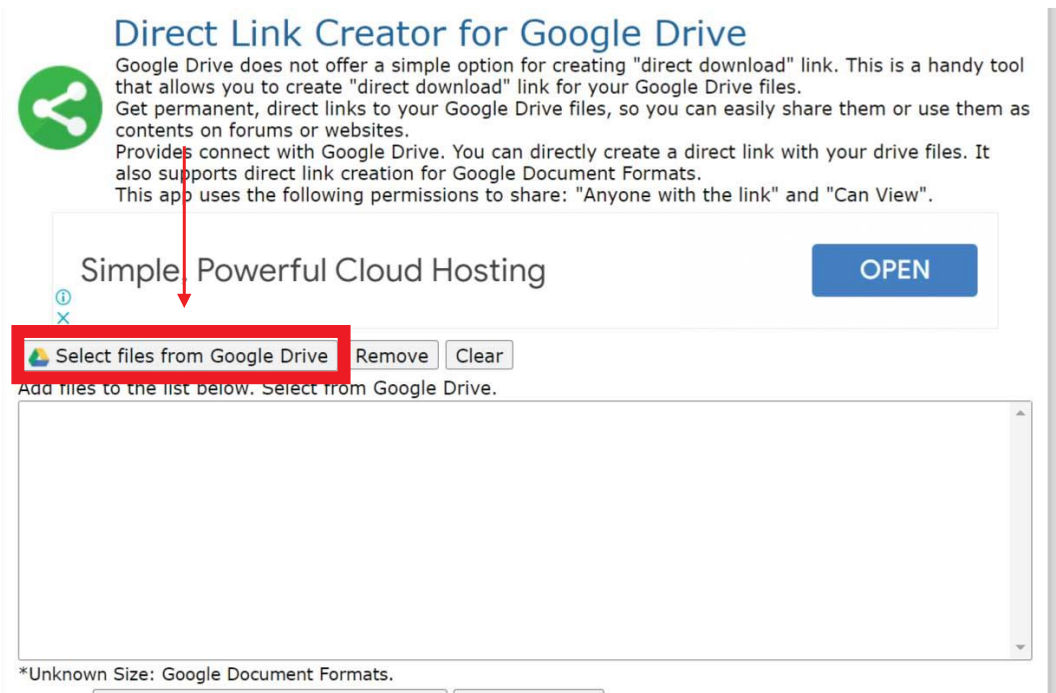 Direct Link Creator for Google Drive
Google Drive does not offer a simple option for creating "direct download" link. This is a handy tool
that allows you to create "direct download" link for your Google Drive files.
Get permanent, direct links to your Google Drive files, so you can easily share them or use them as
contents on forums or websites.
Provides connect with Google Drive. You can directly create a direct link with your drive files. It
also supports direct link creation for Google Document Formats.
This app uses the following permissions to share: "Anyone with the link" and "Can View".
Simple, Powerful Cloud Hosting
OPEN
Select files from Google Drive
Remove
Clear
Add files to the list below. Select from Google Drive.
*Unknown Size: Google Document Formats.